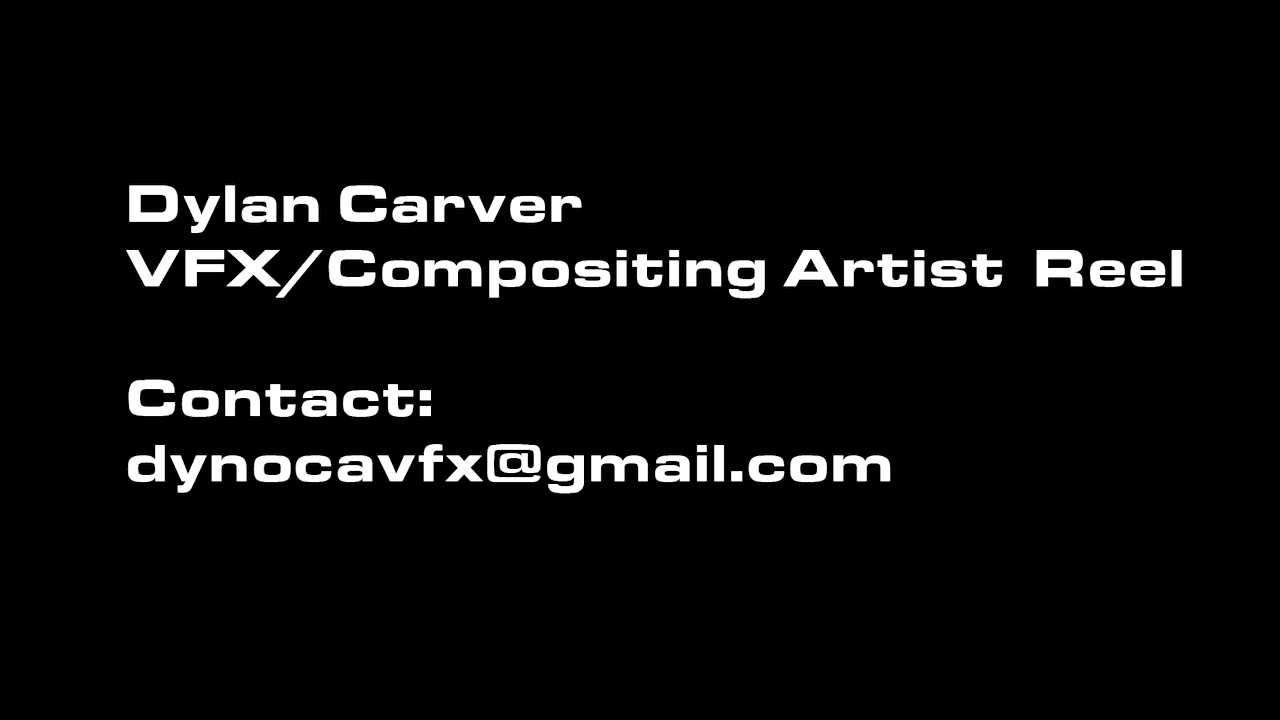 Dylan Carver
VFX/Compositing Artist Reel
Contact:
dynocavfx@gmail.com